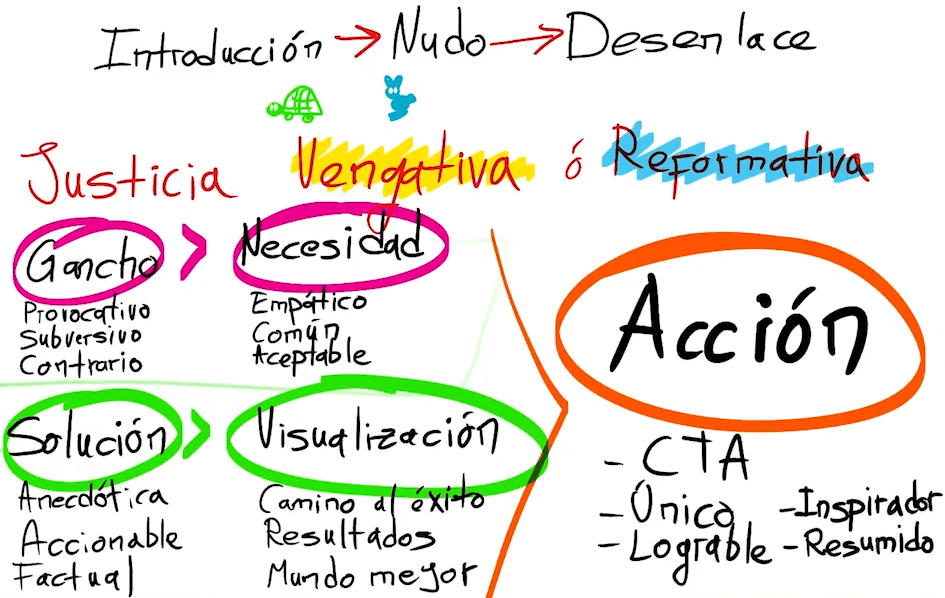 Introducción → Nudo → Desenlace
Justicia Vengativa ó Reformativa
Gancho > Necesidad
Provocativo
Subversivo
Contrario
Empático
Común
Aceptable
Solución > Visualización
Anecdótica
Accionable
Factual
Camino al éxito
Resultados
Mundo mejor
Acción
- CTA
- Único
- Lograble
- Inspirador
- Resumido